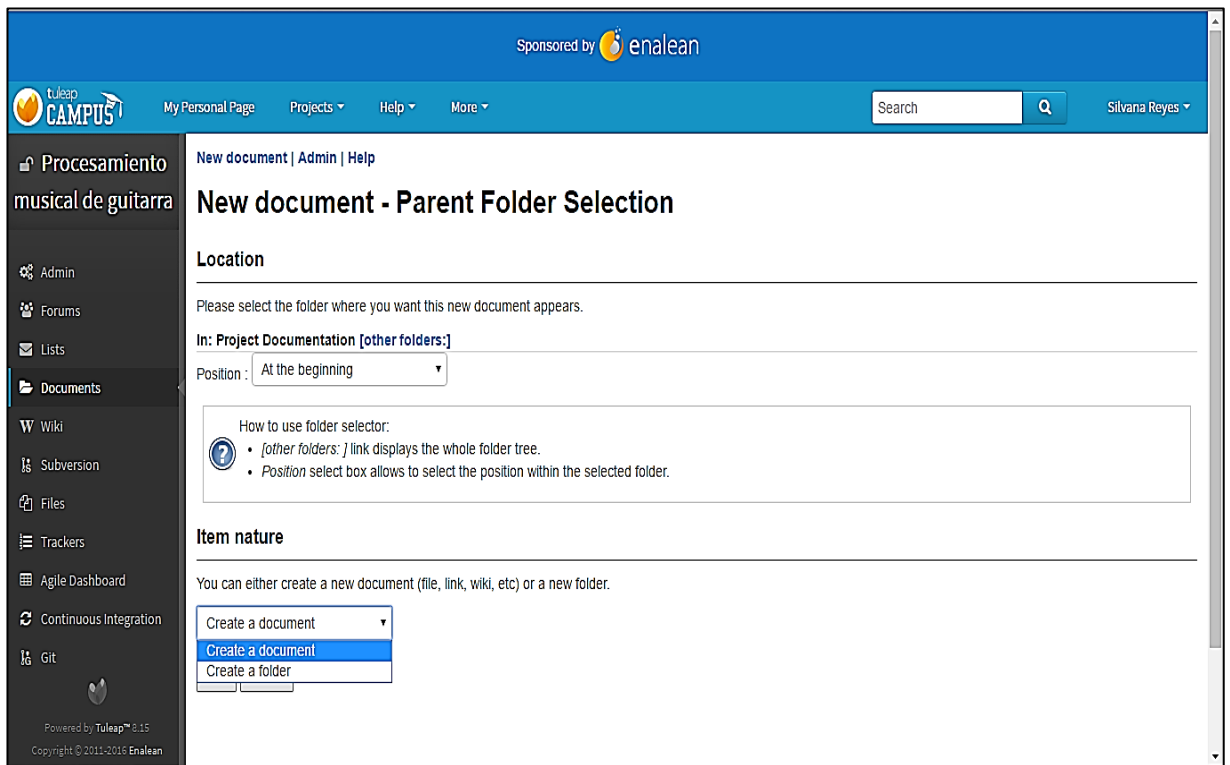 Sponsored by enalean
tuleap
CAMPUS
My Personal Page Projects Help More Search Silvana Reyes
Procesamiento
musical de guitarra
Admin
Forums
Lists
Documents
Wiki
Subversion
Files
Trackers
Agile Dashboard
Continuous Integration
Git
Powered by Tuleap™ 8.15
Copyright © 2011-2016 Enalean
New document | Admin | Help
New document - Parent Folder Selection
Location
Please select the folder where you want this new document appears.
In: Project Documentation [other folders:]
Position : At the beginning
How to use folder selector:
• [other folders: ] link displays the whole folder tree.
• Position select box allows to select the position within the selected folder.
Item nature
You can either create a new document (file, link, wiki, etc) or a new folder.
Create a document
Create a document
Create a folder